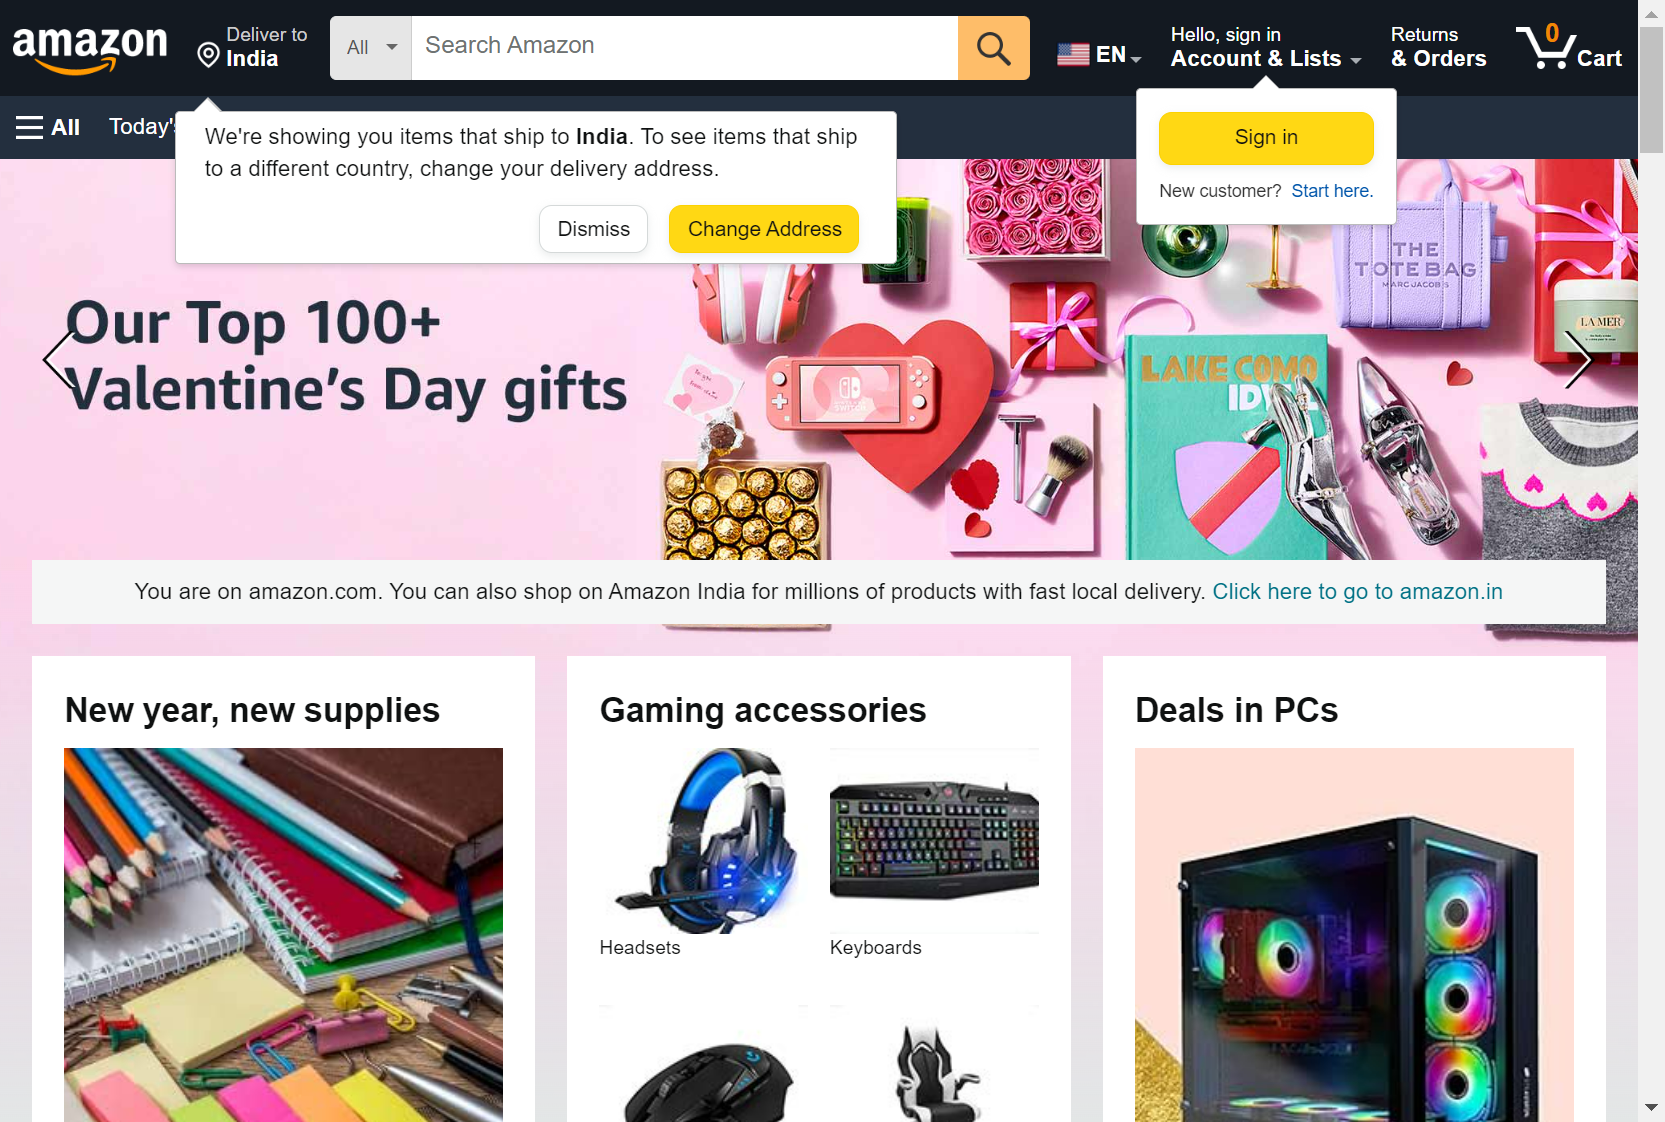 amazon
Deliver to
India
All
Search Amazon
EN
Hello, sign in
Account & Lists
Returns
& Orders
0
Cart
All
Today's
We're showing you items that ship to India. To see items that ship
to a different country, change your delivery address.
Dismiss
Change Address
Sign in
New customer? Start here.
Our Top 100+
Valentine's Day gifts
THE
TOTE BAG
MARC JACOBS
LA MER
LAKE COMO
SWITCH
You are on amazon.com. You can also shop on Amazon India for millions of products with fast local delivery. Click here to go to amazon.in
New year, new supplies
Gaming accessories
Headsets
Keyboards
Deals in PCs